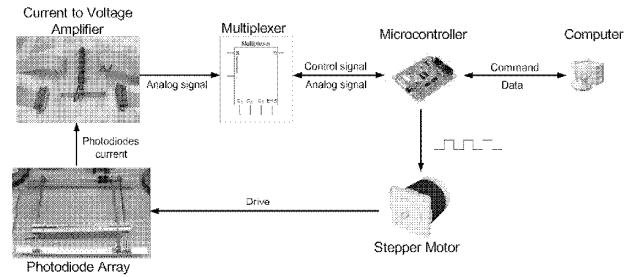 Current to Voltage
Amplifier
Multiplexer
Microcontroller
Computer
Multiplexer
Analog signal
Control signal
Analog signal
Command
Data
Photodiodes
current
Drive
Stepper Motor
Photodiode Array